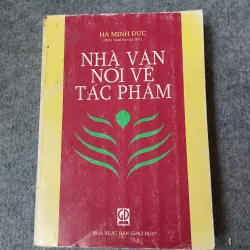 HÀ MINH ĐỨC
NHÀ VĂN
NÓI VỀ
TÁC PHẨM
NHÀ XUẤT BẢN GIÁO DỤC